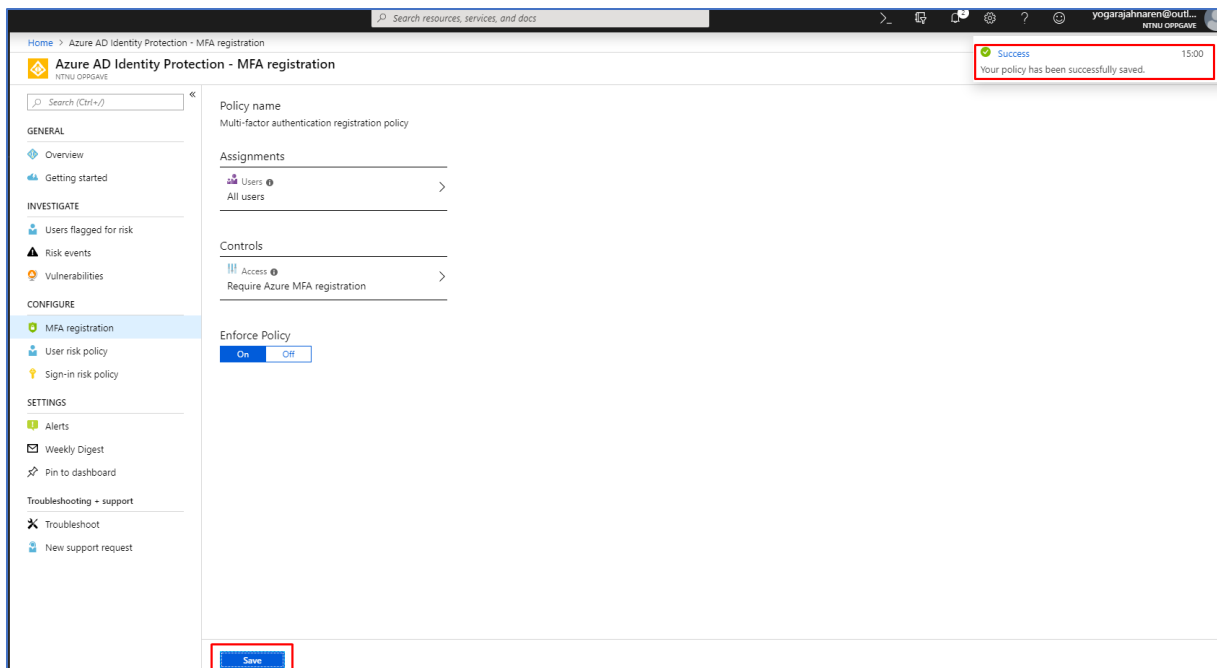 Search resources, services, and docs
yogarajahnaren@outl...
NTNU OPPGAVE
Home > Azure AD Identity Protection - MFA registration
Azure AD Identity Protection - MFA registration
NTNU OPPGAVE
Success 15:00
Your policy has been successfully saved.
Search (Ctrl+/)
GENERAL
Overview
Getting started
INVESTIGATE
Users flagged for risk
Risk events
Vulnerabilities
CONFIGURE
MFA registration
User risk policy
Sign-in risk policy
SETTINGS
Alerts
Weekly Digest
Pin to dashboard
Troubleshooting + support
Troubleshoot
New support request
Policy name
Multi-factor authentication registration policy
Assignments
Users
All users
Controls
Access
Require Azure MFA registration
Enforce Policy
On Off
Save